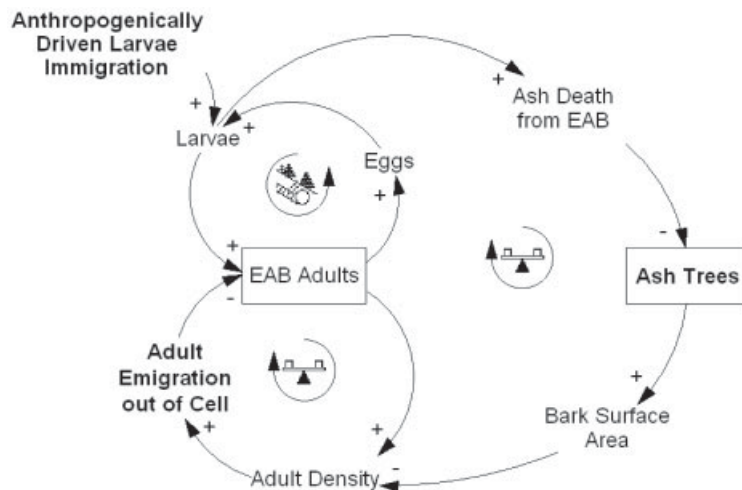 Anthropogenically
Driven Larvae
Immigration
+
+
Larvae
+
Ash Death
from EAB
Eggs
+
+
-
EAB Adults
-
Ash Trees
Adult
Emigration
out of Cell
+
Bark Surface
Area
+
+
Adult Density
-